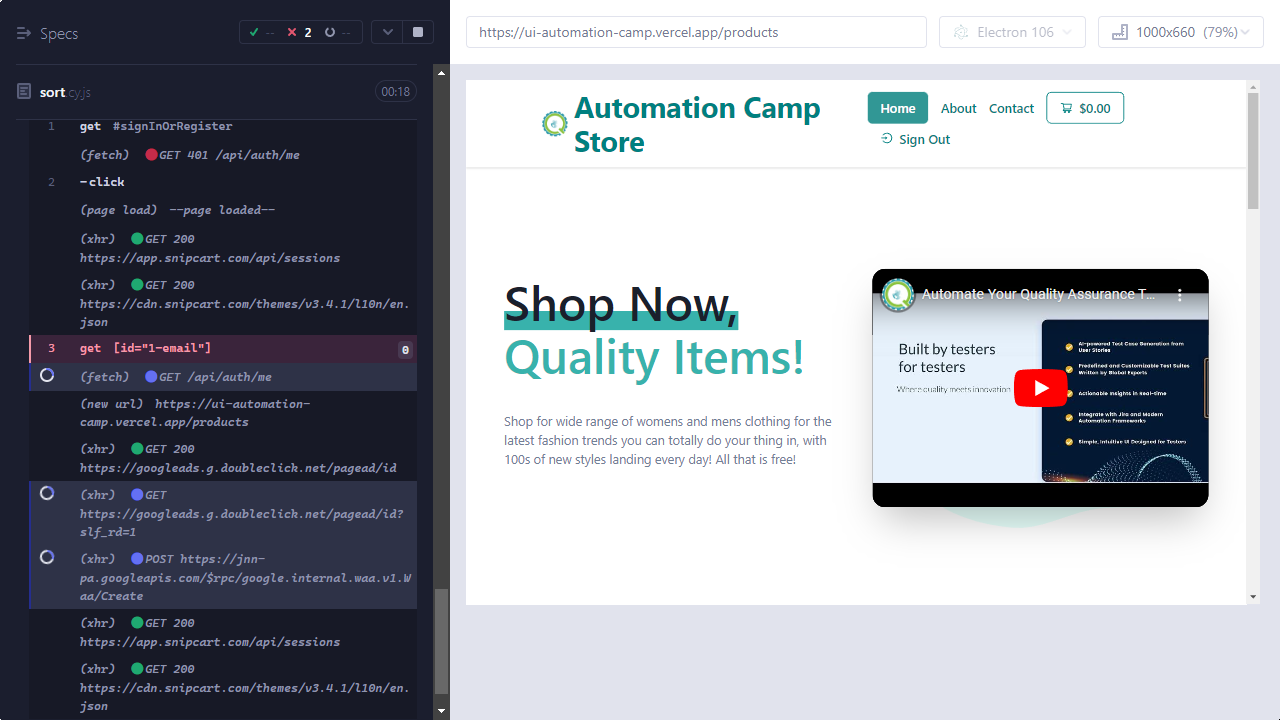 Specs
-- 2 --
https://ui-automation-camp.vercel.app/products
Electron 106
1000x660 (79%)
sort.cy.js
00:18
1 get #signInOrRegister
(fetch) GET 401 /api/auth/me
2 -click
(page load) --page loaded--
(xhr) GET 200
https://app.snipcart.com/api/sessions
(xhr) GET 200
https://cdn.snipcart.com/themes/v3.4.1/l10n/en.
json
3 get [id="1-email"] 0
(fetch) GET /api/auth/me
(new url) https://ui-automation-
camp.vercel.app/products
(xhr) GET 200
https://googleads.g.doubleclick.net/pagead/id
(xhr) GET
https://googleads.g.doubleclick.net/pagead/id?
slf_rd=1
(xhr) POST https://jnn-
pa.googleapis.com/$rpc/google.internal.waa.v1.W
aa/Create
(xhr) GET 200
https://app.snipcart.com/api/sessions
(xhr) GET 200
https://cdn.snipcart.com/themes/v3.4.1/l10n/en.
json
Automation Camp
Store
Home About Contact $0.00
Sign Out
Shop Now,
Quality Items!
Shop for wide range of womens and mens clothing for the
latest fashion trends you can totally do your thing in, with
100s of new styles landing every day! All that is free!
Automate Your Quality Assurance T...
Built by testers
for testers
Where quality meets innovation
AI-powered Test Case Generation from
User Stories
Predefined and Customizable Test Suites
Written by Global Experts
Actionable Insights in Real-time
Integrate with Jira and Modern
Automation Frameworks
Simple, Intuitive UI Designed for Testers